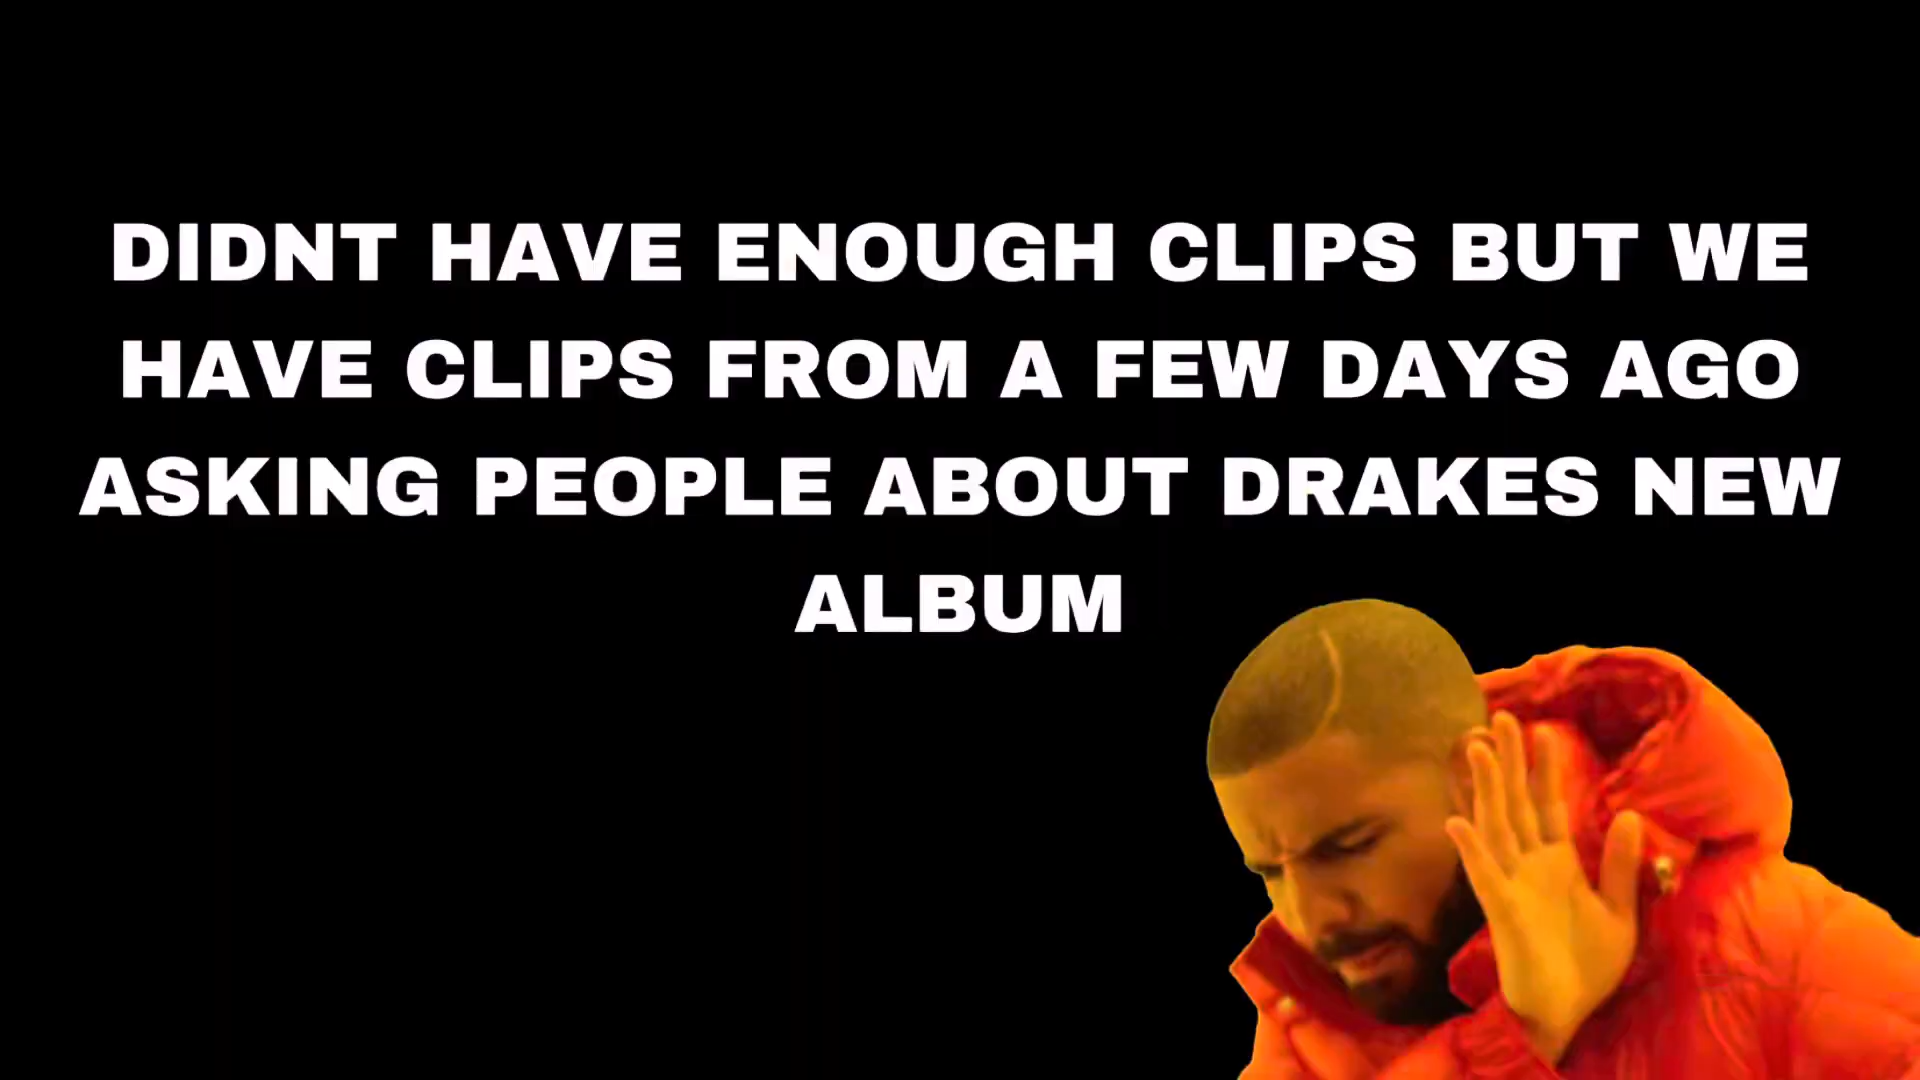 DIDNT HAVE ENOUGH CLIPS BUT WE
HAVE CLIPS FROM A FEW DAYS AGO
ASKING PEOPLE ABOUT DRAKES NEW
ALBUM